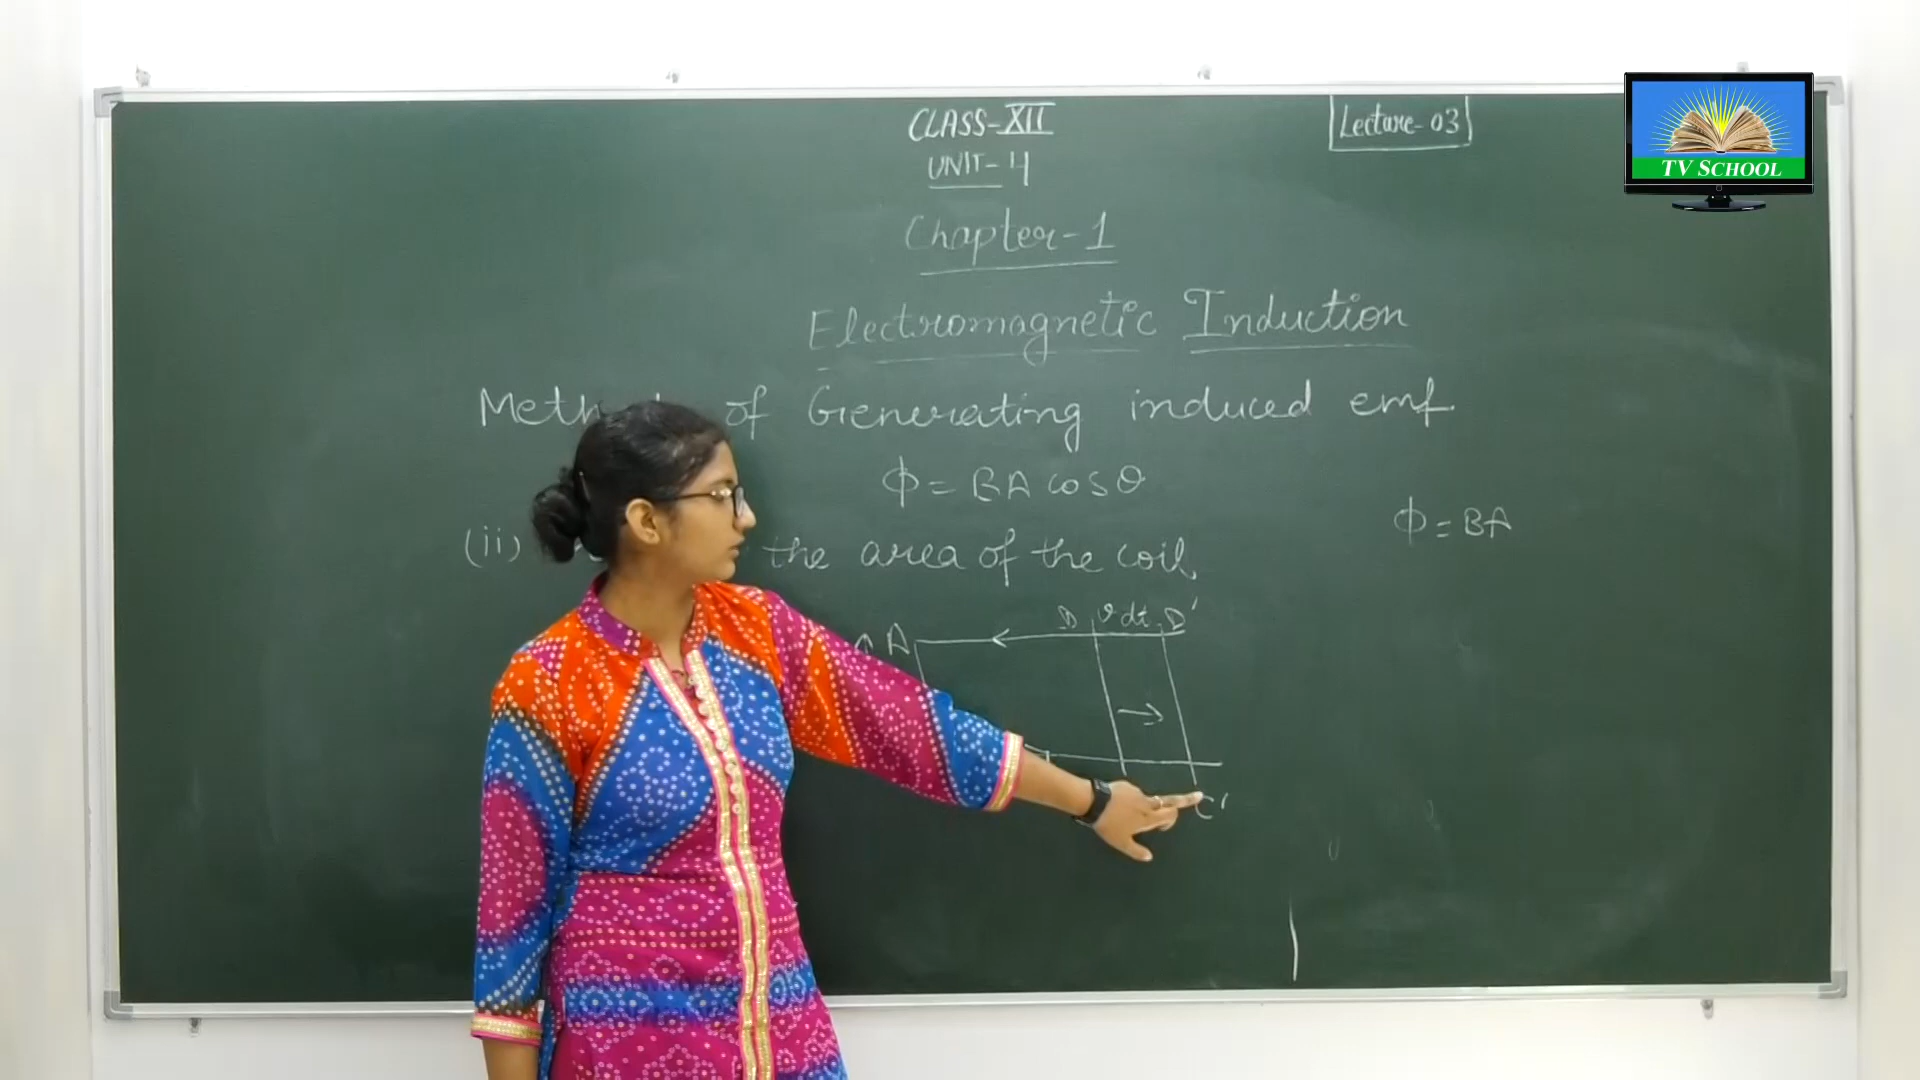 CLASS-XII
Lecture-03
TV SCHOOL
UNIT-4
Chapter-1
Electromagnetic Induction
of Generating induced emf
ϕ = BA cosθ
ϕ = BA
(ii) the area of the coil
D vdt D'
A
C'